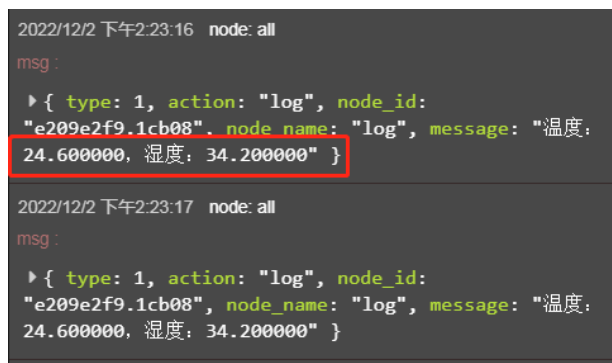 2022/12/2 下午2:23:16 node: all
msg :
▶{ type: 1, action: "log", node_id:
"e209e2f9.1cb08", node_name: "log", message: "温度：
24.600000，湿度：34.200000" }
2022/12/2 下午2:23:17 node: all
msg :
▶{ type: 1, action: "log", node_id:
"e209e2f9.1cb08", node_name: "log", message: "温度：
24.600000，湿度：34.200000" }